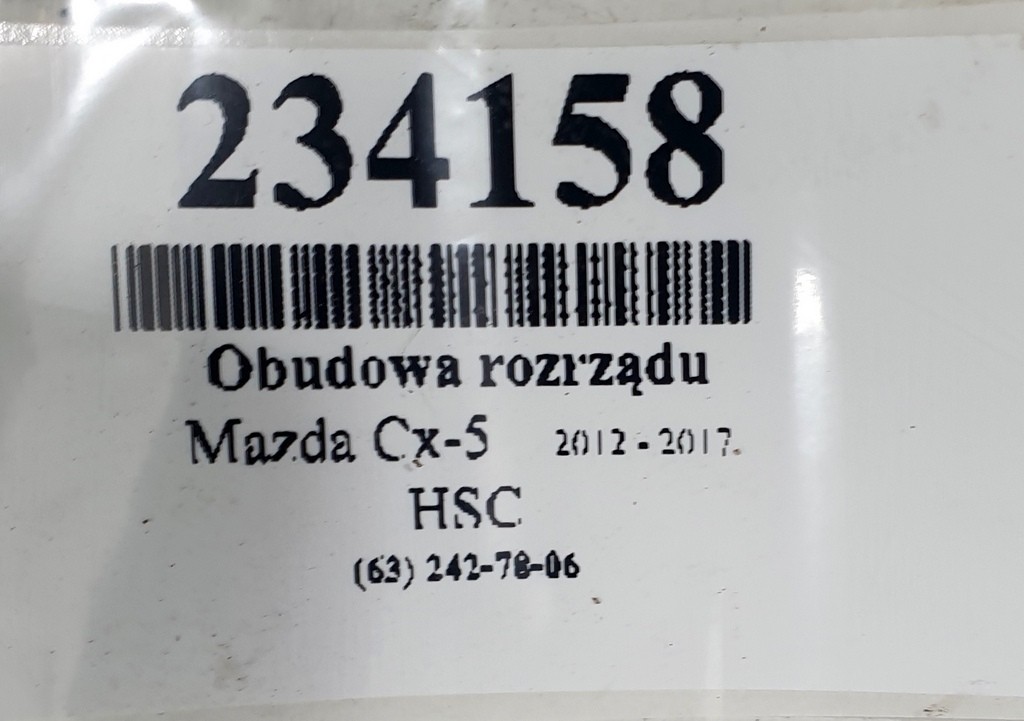 234158
Obudowa rozrządu
Mazda Cx-5 2012 - 2017.
HSC
(63) 242-78-06